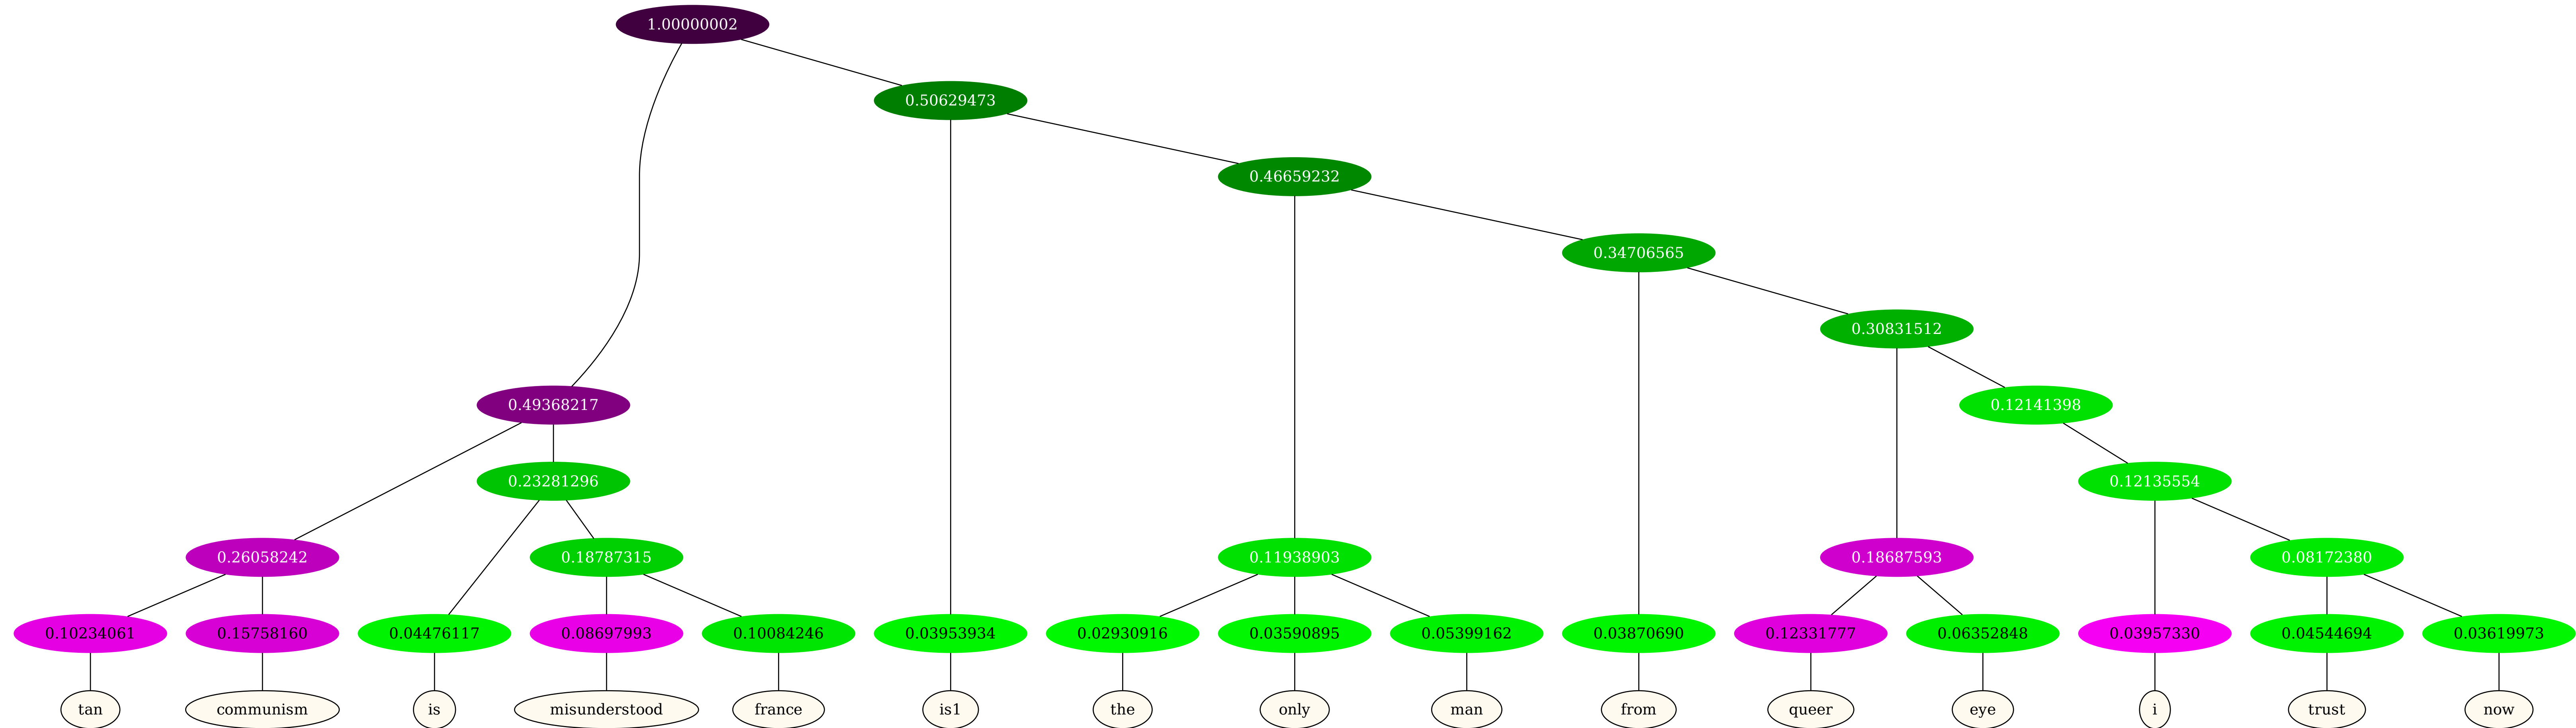 1.00000002
0.50629473
0.46659232
0.34706565
0.30831512
0.49368217 0.12141398
0.23281296 0.12135554
0.26058242 0.18787315 0.11938903 0.18687593 0.08172380
0.10234061 0.15758160 0.04476117 0.08697993 0.10084246 0.03953934 0.02930916 0.03590895 0.05399162 0.03870690 0.12331777 0.06352848 0.03957330 0.04544694 0.03619973
tan communism is misunderstood france is1 the only man from queer eye i trust now